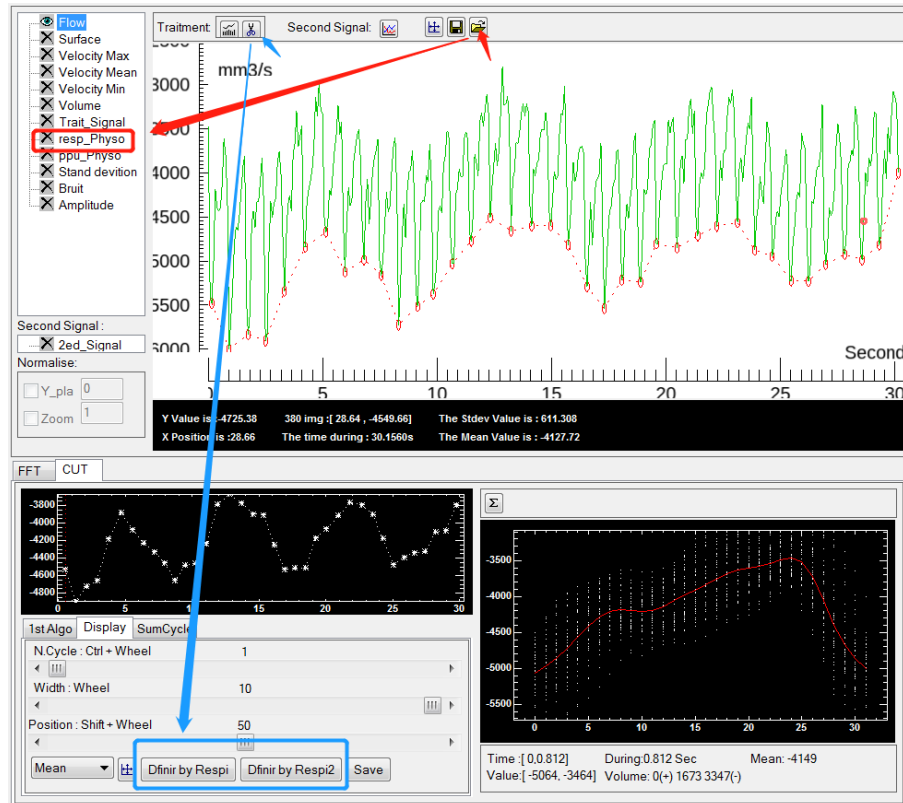 Flow
Surface
Velocity Max
Velocity Mean
Velocity Min
Volume
Trait_Signal
resp_Physo
ppu_Physo
Stand devition
Bruit
Amplitude
Second Signal :
2ed_Signal
Normalise:
Y_pla 0
Zoom 1
Traitment: Second Signal:
mm3/s
3000
4000
4500
5000
5500
6000
Second
0 5 10 15 20 25 30
Y Value is :-4725.38 380 img :[ 28.64 , -4549.66] The Stdev Value is : 611.308
X Position is :28.66 The time during : 30.1560s The Mean Value is : -4127.72
FFT CUT
-3800
-4000
-4200
-4400
-4600
-4800
0 5 10 15 20 25 30
1st Algo Display SumCycle
N.Cycle : Ctrl + Wheel 1
Width : Wheel 10
Position : Shift + Wheel 50
Mean Dfinir by Respi Dfinir by Respi2 Save
Σ
-3500
-4000
-4500
-5000
-5500
0 5 10 15 20 25 30
Time :[ 0,0.812] During:0.812 Sec Mean: -4149
Value:[ -5064, -3464] Volume: 0(+) 1673 3347(-)